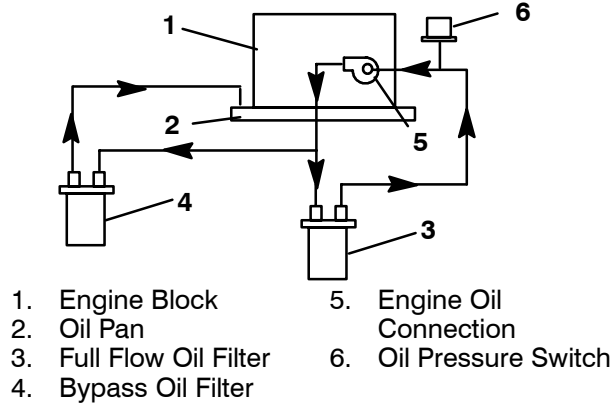 1
6
2
5
4
3
1. Engine Block
2. Oil Pan
3. Full Flow Oil Filter
4. Bypass Oil Filter
5. Engine Oil
Connection
6. Oil Pressure Switch